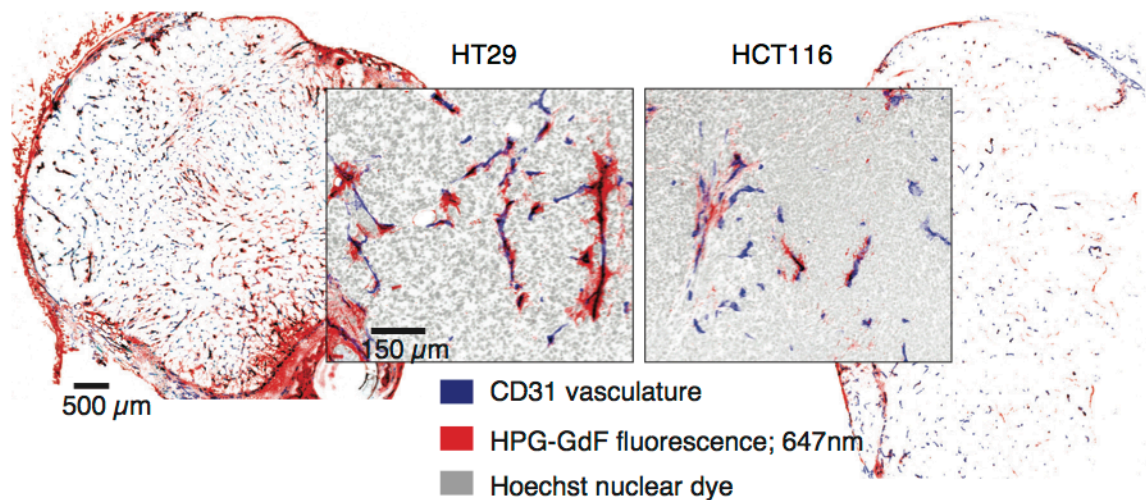 HT29
HCT116
150 µm
500 µm
CD31 vasculature
HPG-GdF fluorescence; 647nm
Hoechst nuclear dye